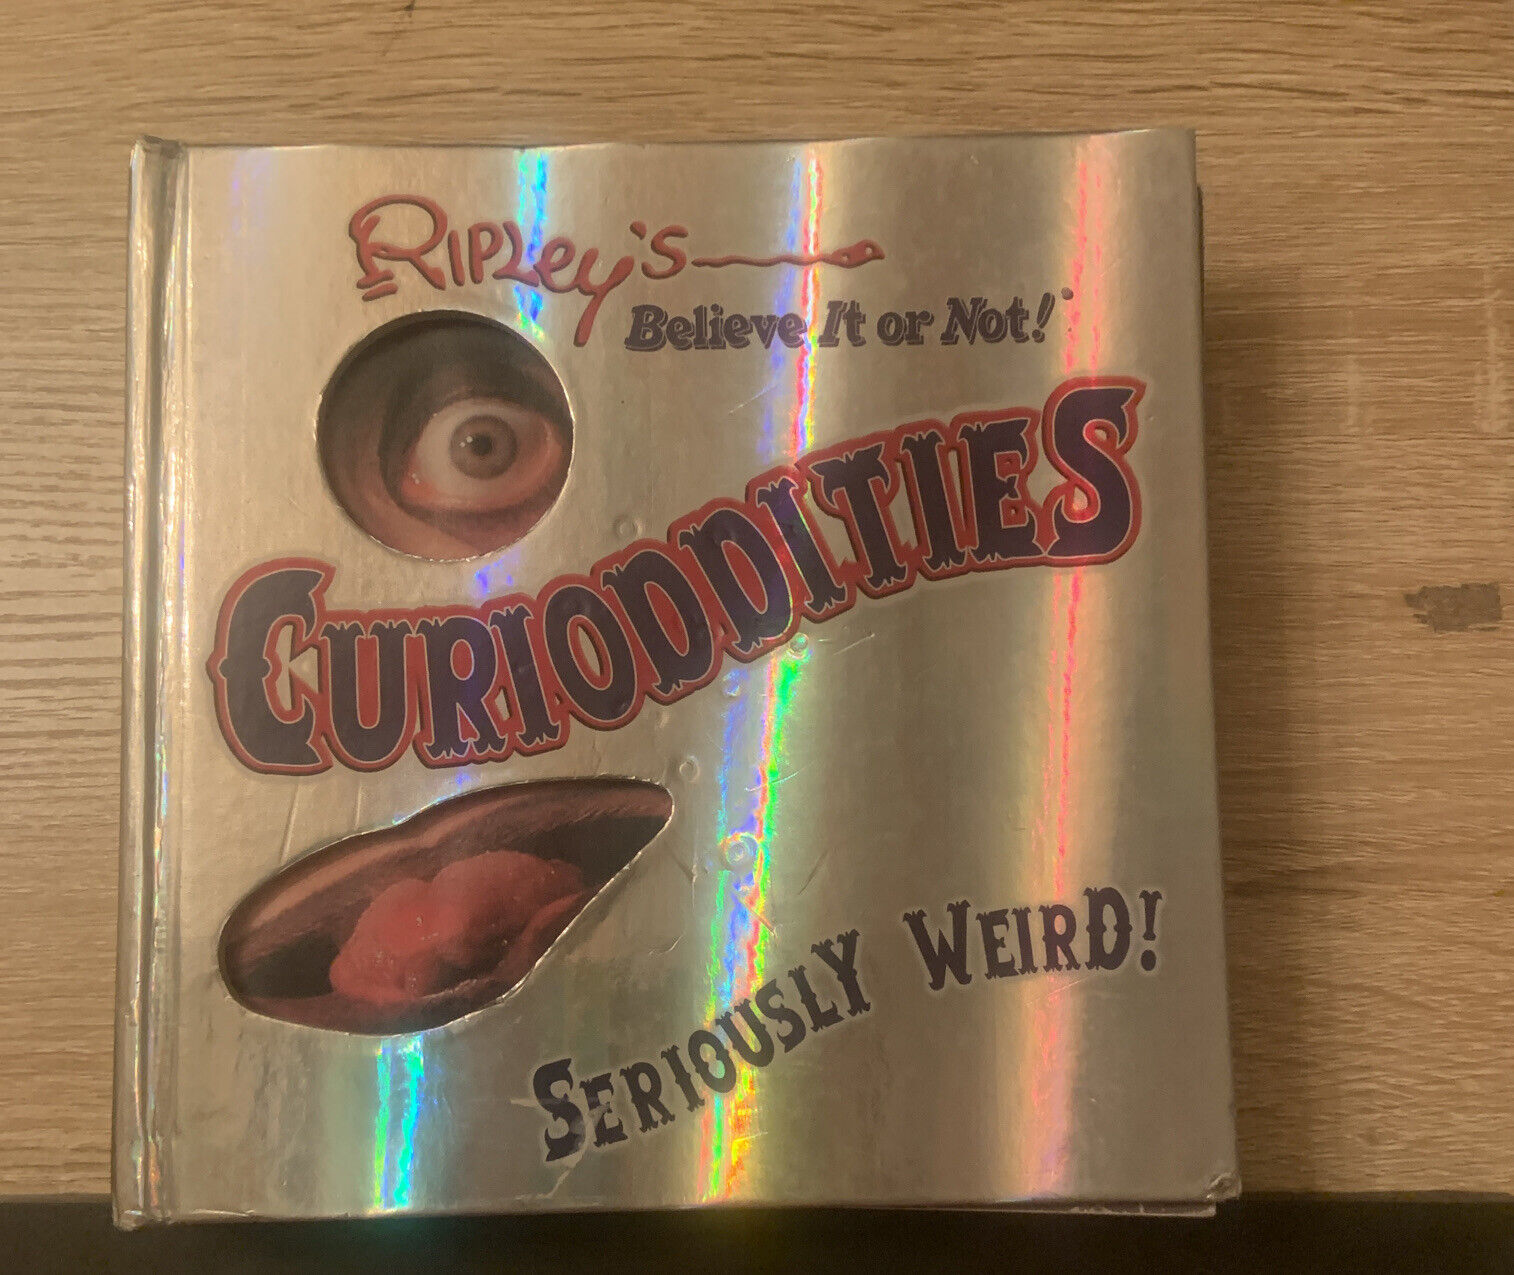 RIPLey's
Believe It or Not!
CURIODDITIES
SERIOUSLY WEIRD!